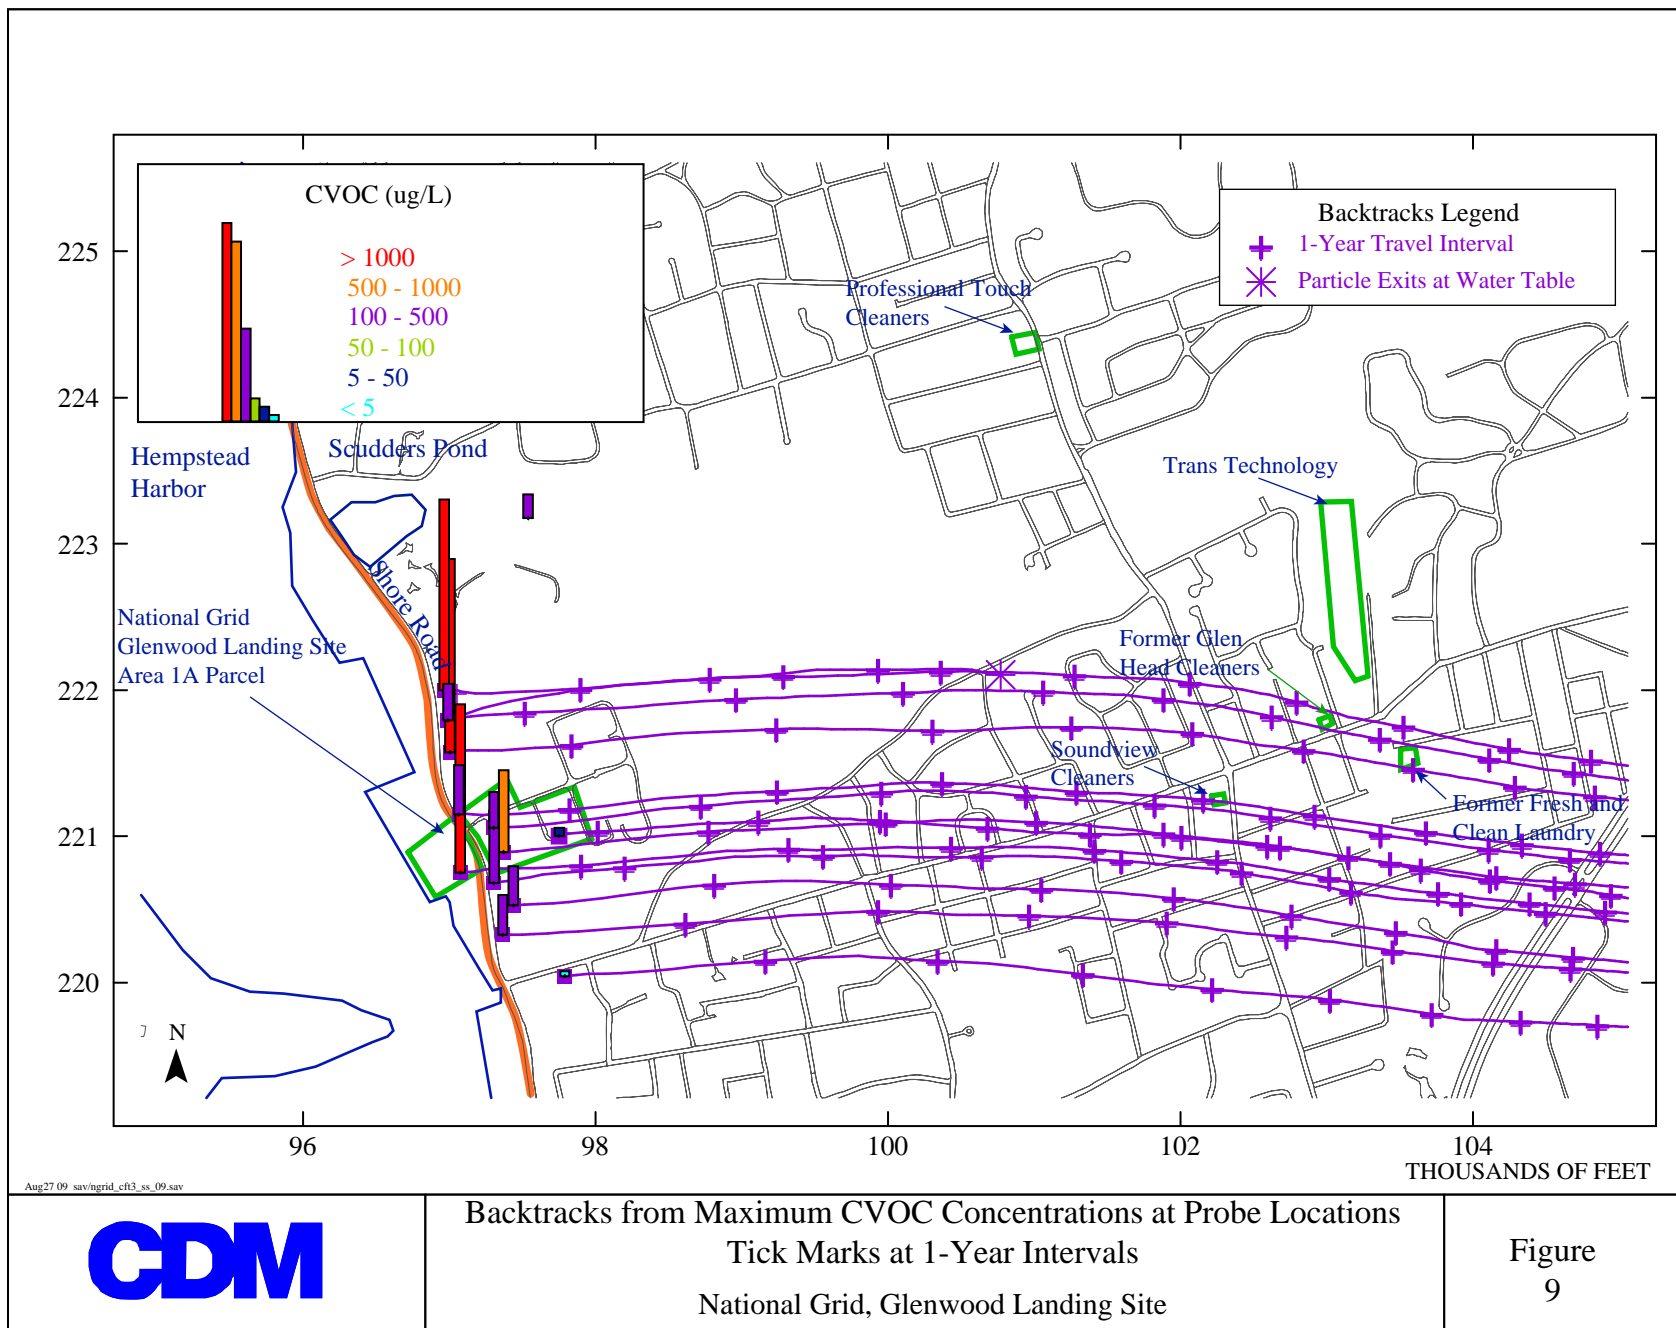 CVOC (ug/L)
> 1000
500 - 1000
100 - 500
50 - 100
5 - 50
< 5
Backtracks Legend
1-Year Travel Interval
Particle Exits at Water Table
225
224
223
222
221
220
Professional Touch
Cleaners
Hempstead
Harbor
Scudders Pond
Trans Technology
Shore Road
National Grid
Glenwood Landing Site
Area 1A Parcel
Former Glen
Head Cleaners
Soundview
Cleaners
Former Fresh and
Clean Laundry
N
96
98
100
102
104
THOUSANDS OF FEET
Aug27 09 sav/ngrid_cft3_ss_09.sav
CDM
Backtracks from Maximum CVOC Concentrations at Probe Locations
Tick Marks at 1-Year Intervals
National Grid, Glenwood Landing Site
Figure
9